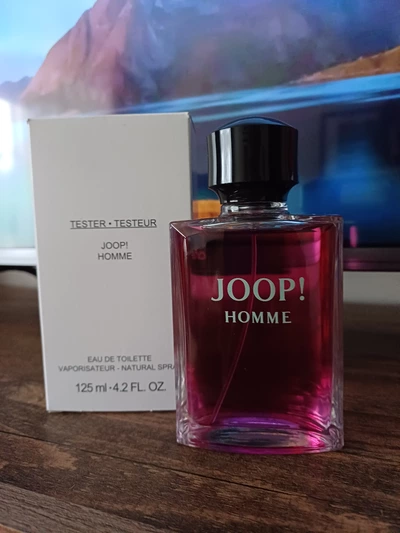 TESTER • TESTEUR
JOOP!
HOMME
EAU DE TOILETTE
VAPORISATEUR - NATURAL SPRA
125 ml · 4.2 FL. OZ.
JOOP!
HOMME